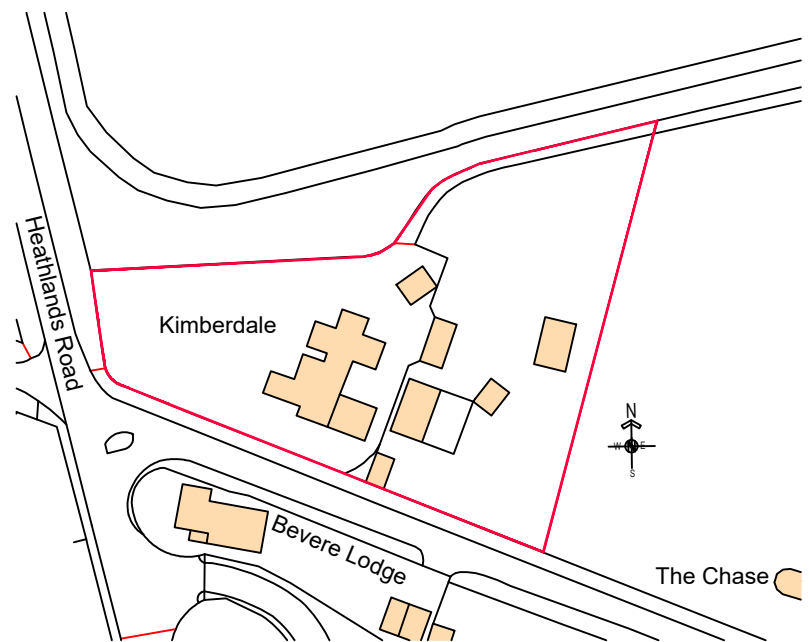 Heathlands Road
Kimberdale
N
W E
S
Bevere Lodge
The Chase